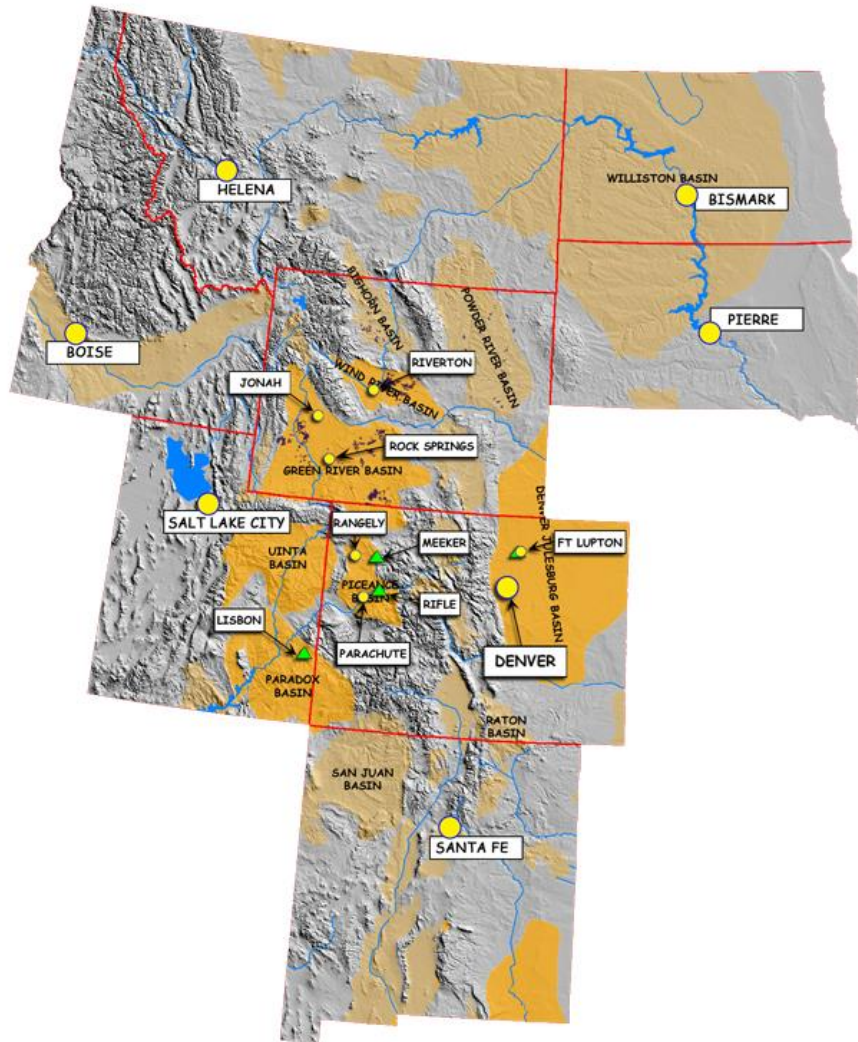 HELENA
WILLISTON BASIN
BISMARK
PIERRE
BOISE
BIGHORN BASIN
POWDER RIVER BASIN
RIVERTON
WIND RIVER BASIN
JONAH
ROCK SPRINGS
GREEN RIVER BASIN
SALT LAKE CITY
RANGELY
MEEKER
FT LUPTON
DENVER JULESBURG BASIN
UINTA
BASIN
PICEANCE
BASIN
RIFLE
LISBON
PARACHUTE
DENVER
PARADOX
BASIN
RATON
BASIN
SAN JUAN
BASIN
SANTA FE